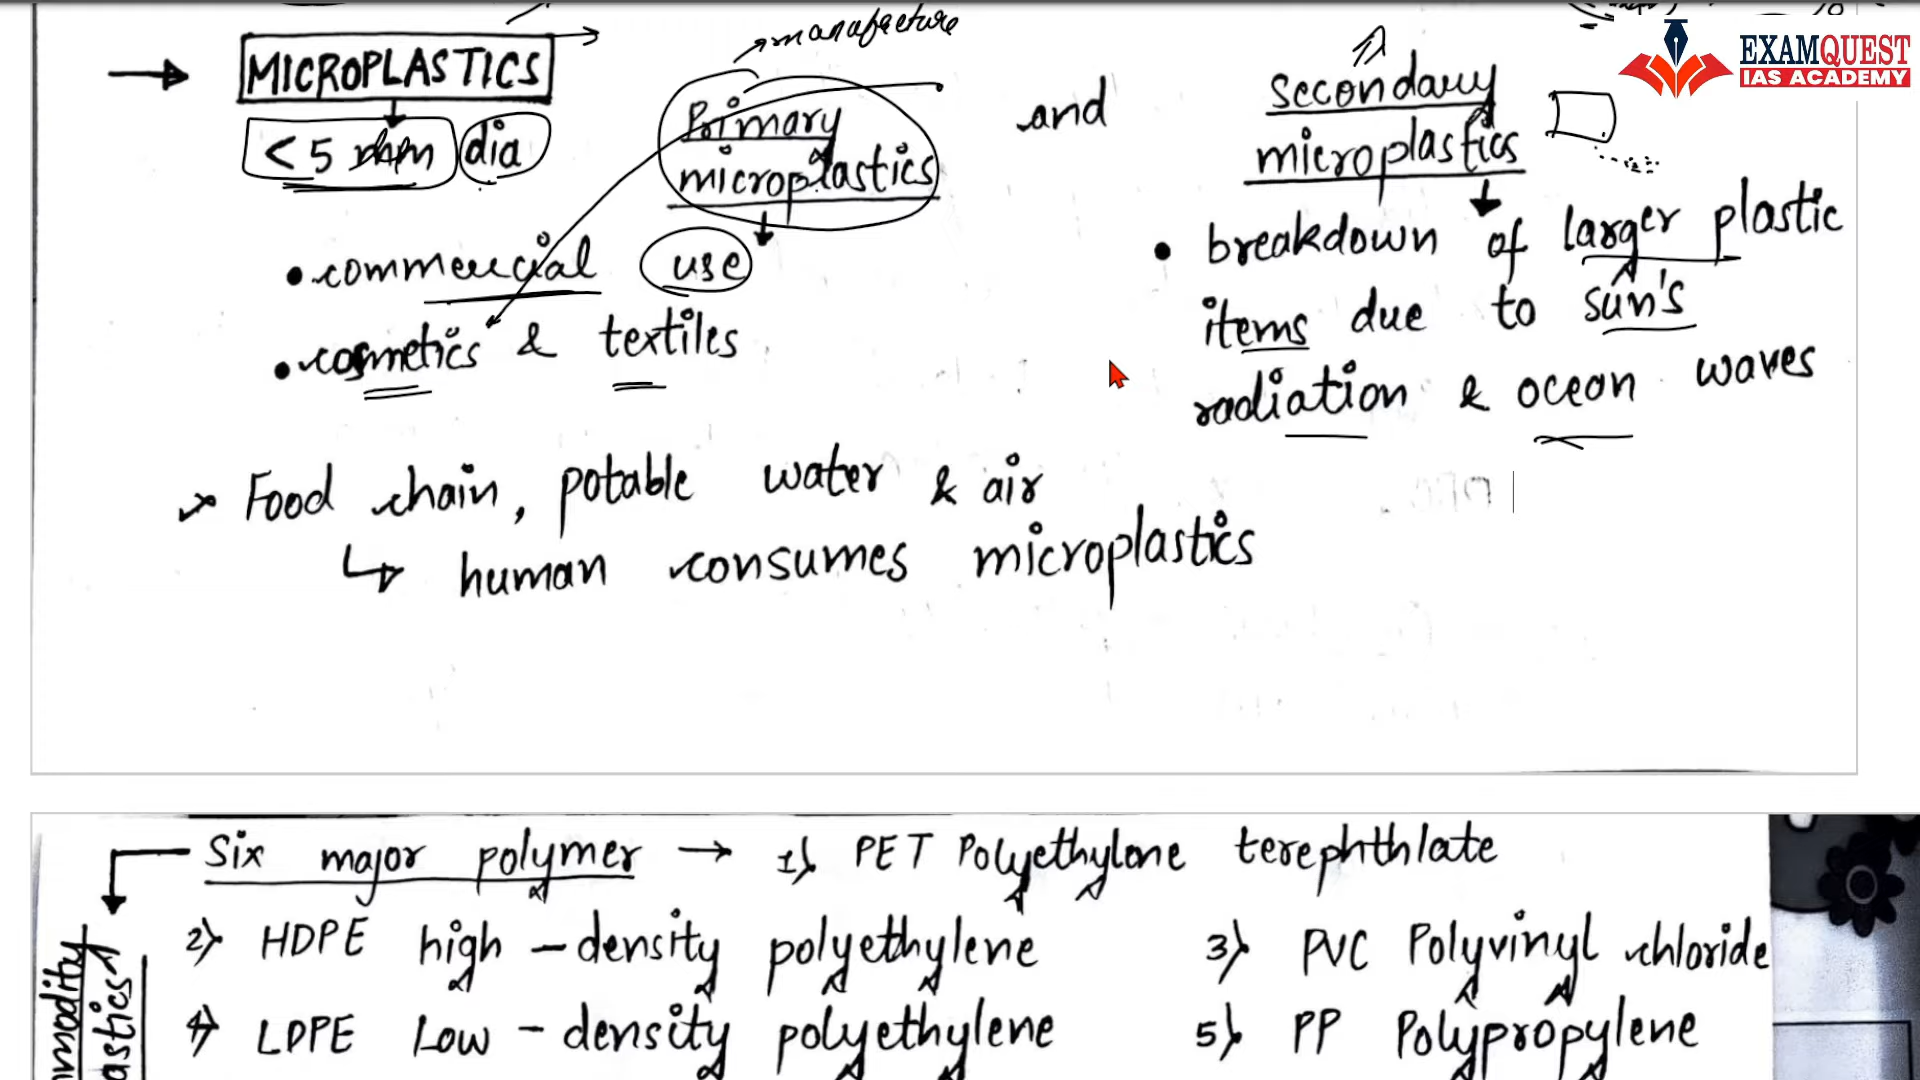 manufacture
EXAMQUEST
IAS ACADEMY
→ MICROPLASTICS
< 5 mm dia
Primary
microplastics
and
secondary
microplastics
• commercial use
• cosmetics & textiles
• breakdown of larger plastic
items due to sun's
radiation & ocean waves
Food chain, potable water & air
↳ human consumes microplastics
Six major polymer → 1) PET Polyethylene terephthlate
2) HDPE high - density polyethylene
3) PVC Polyvinyl chloride
4) LDPE Low - density polyethylene
5) PP Polypropylene